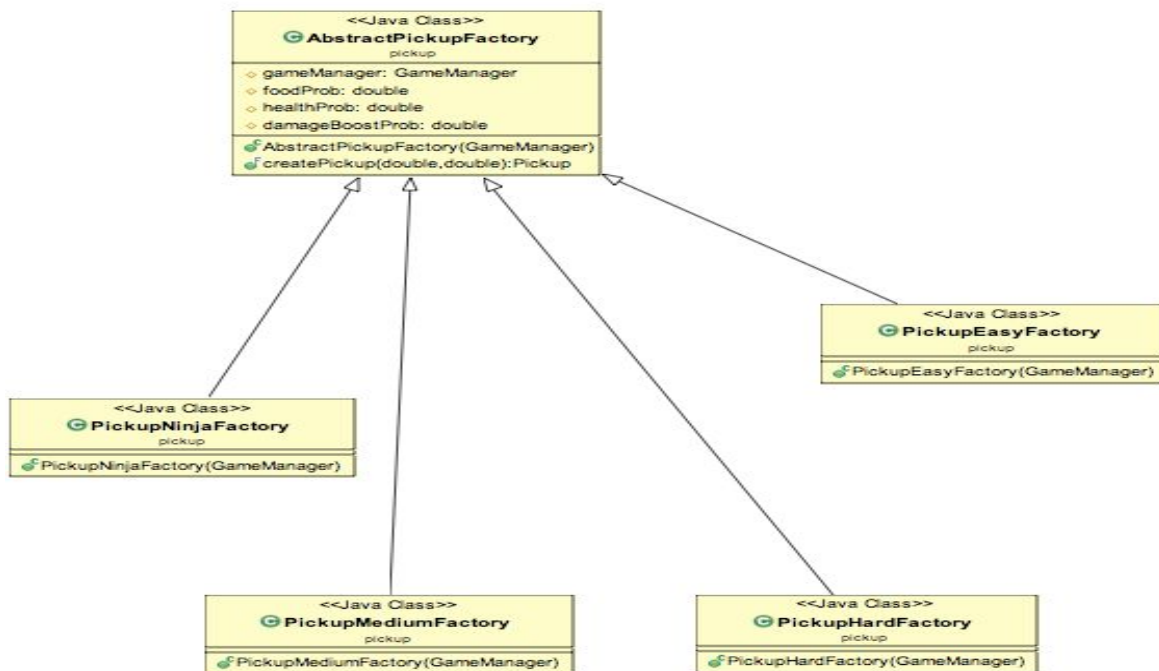 <<Java Class>>
AbstractPickupFactory
pickup
gameManager: GameManager
foodProb: double
healthProb: double
damageBoostProb: double
AbstractPickupFactory(GameManager)
createPickup(double,double):Pickup
<<Java Class>>
PickupEasyFactory
pickup
PickupEasyFactory(GameManager)
<<Java Class>>
PickupNinjaFactory
pickup
PickupNinjaFactory(GameManager)
<<Java Class>>
PickupMediumFactory
pickup
PickupMediumFactory(GameManager)
<<Java Class>>
PickupHardFactory
pickup
PickupHardFactory(GameManager)